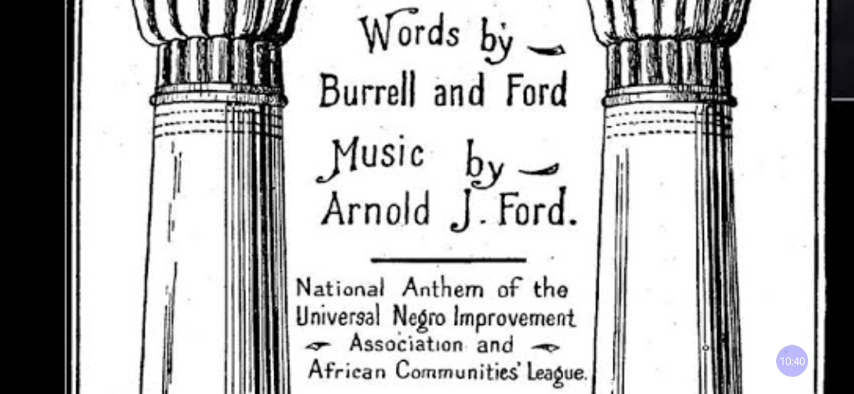 Words by
Burrell and Ford
Music by
Arnold J. Ford.
National Anthem of the
Universal Negro Improvement
Association and
African Communities' League.
10:40